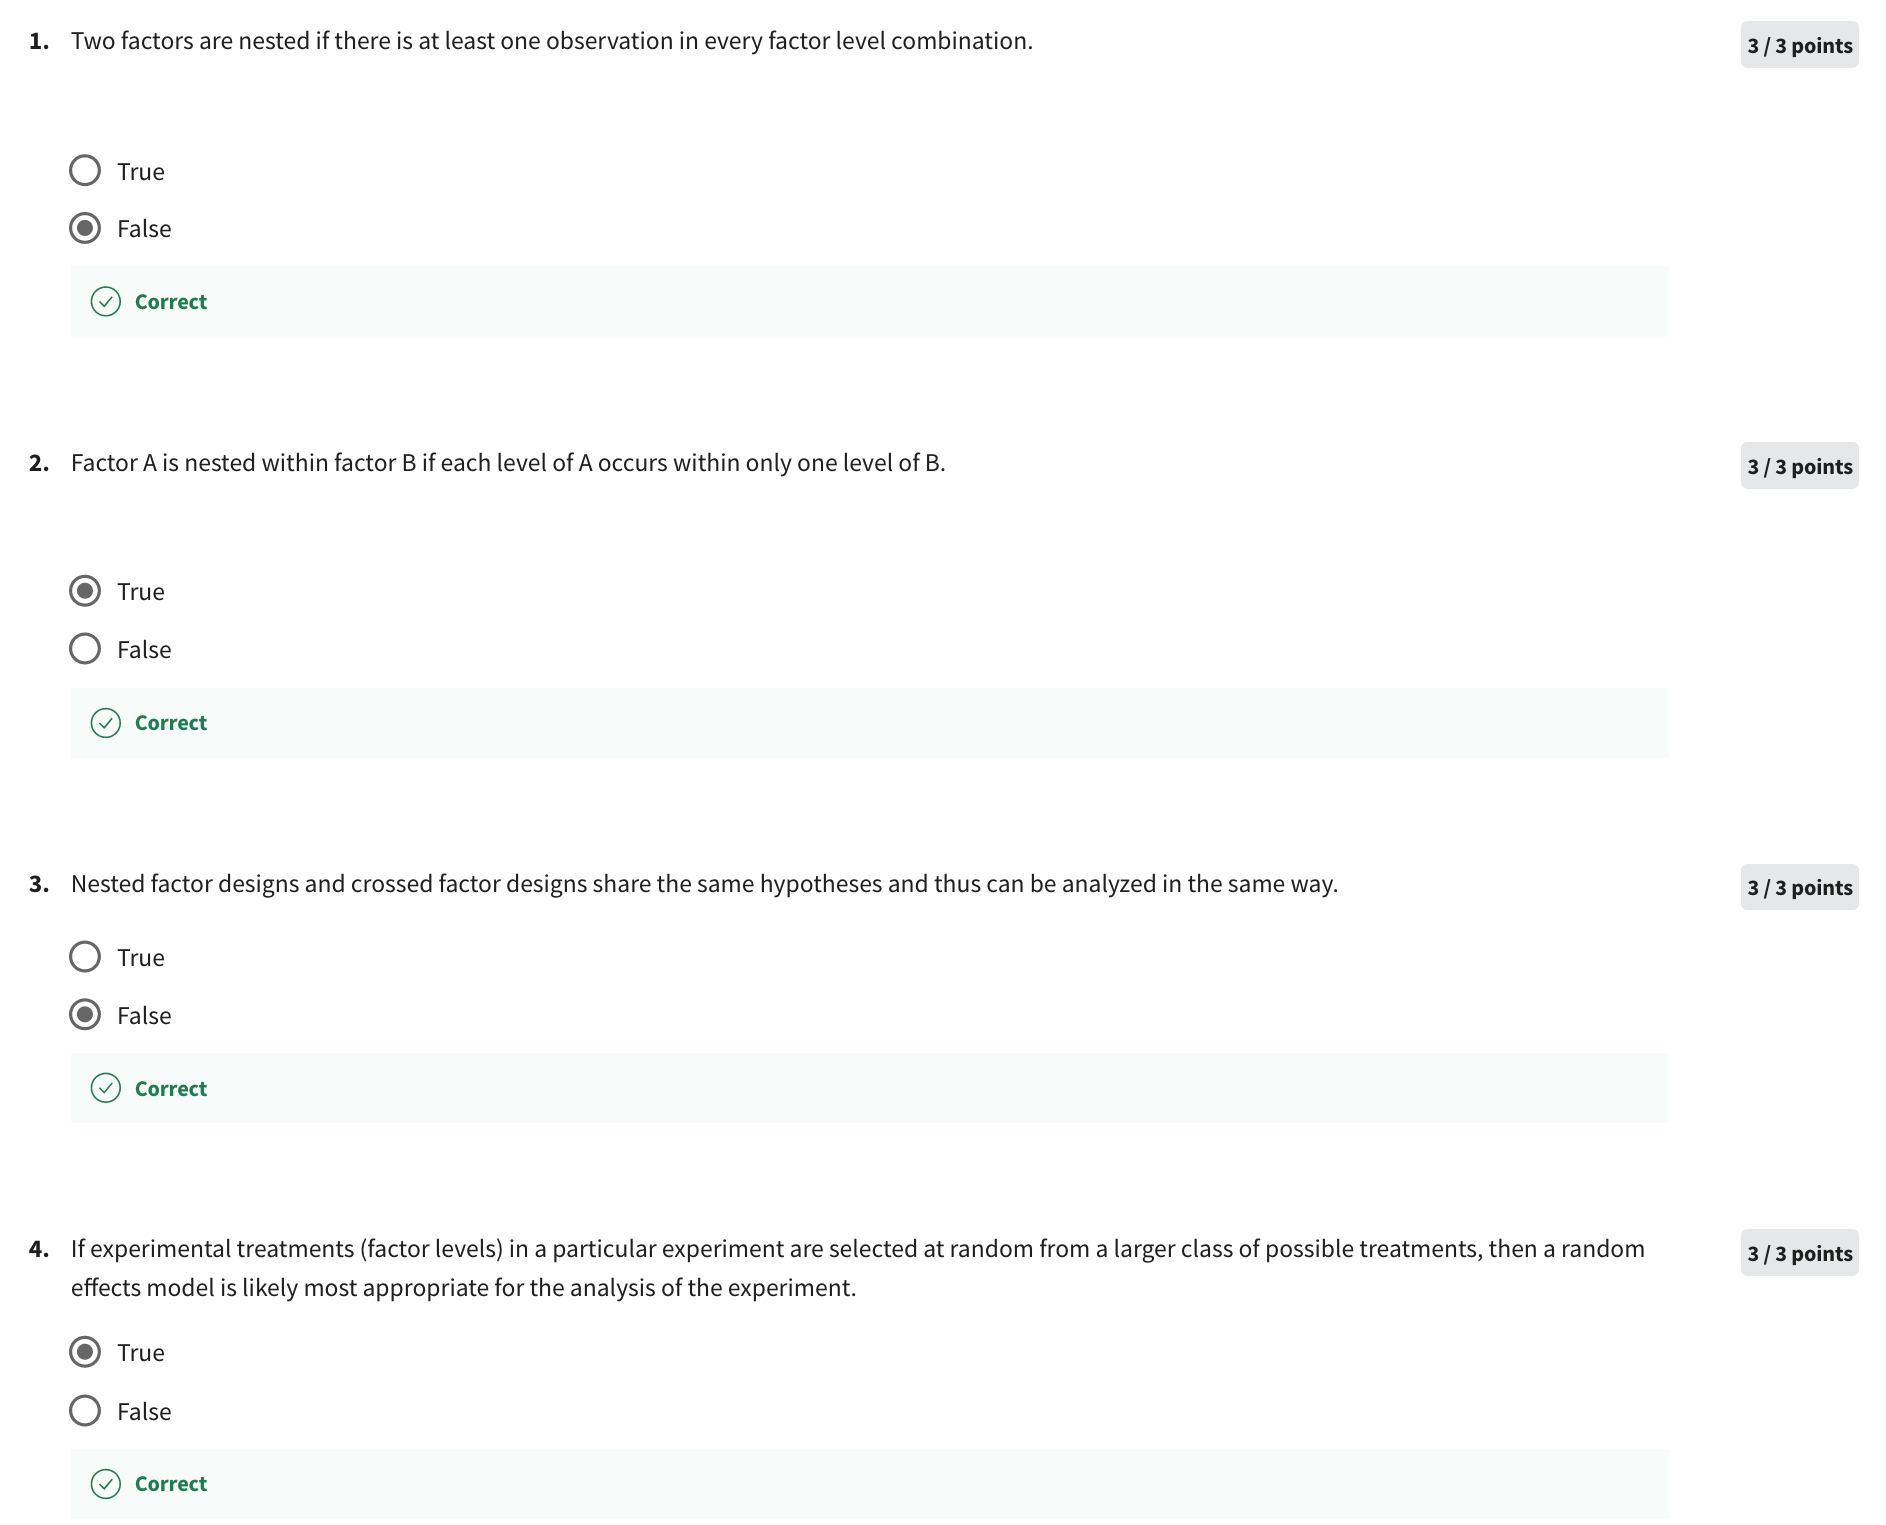 1. Two factors are nested if there is at least one observation in every factor level combination.
3 / 3 points
True
False
Correct
2. Factor A is nested within factor B if each level of A occurs within only one level of B.
3 / 3 points
True
False
Correct
3. Nested factor designs and crossed factor designs share the same hypotheses and thus can be analyzed in the same way.
3 / 3 points
True
False
Correct
4. If experimental treatments (factor levels) in a particular experiment are selected at random from a larger class of possible treatments, then a random
effects model is likely most appropriate for the analysis of the experiment.
3 / 3 points
True
False
Correct